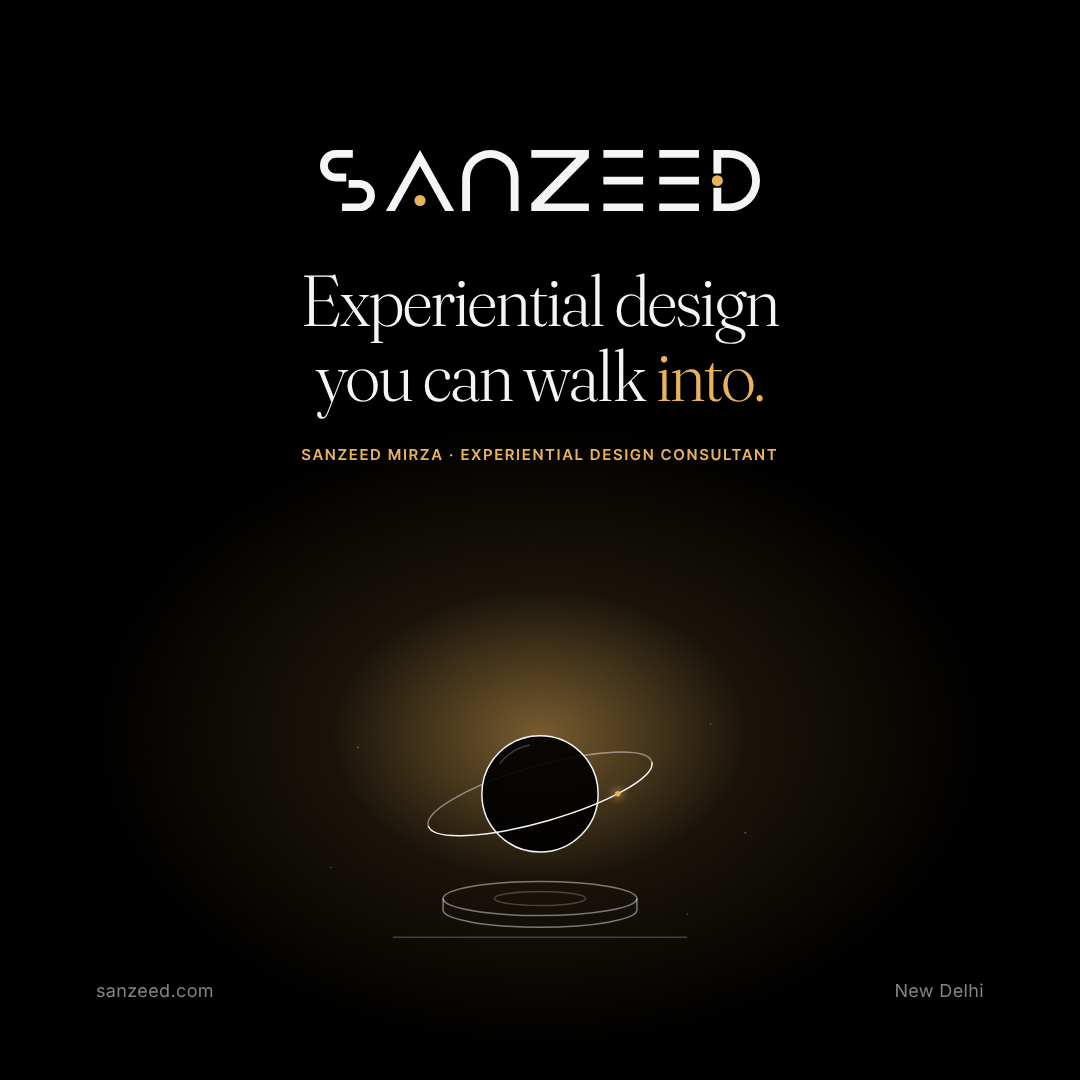 SANZEED
Experiential design
you can walk into.
SANZEED MIRZA · EXPERIENTIAL DESIGN CONSULTANT
sanzeed.com
New Delhi